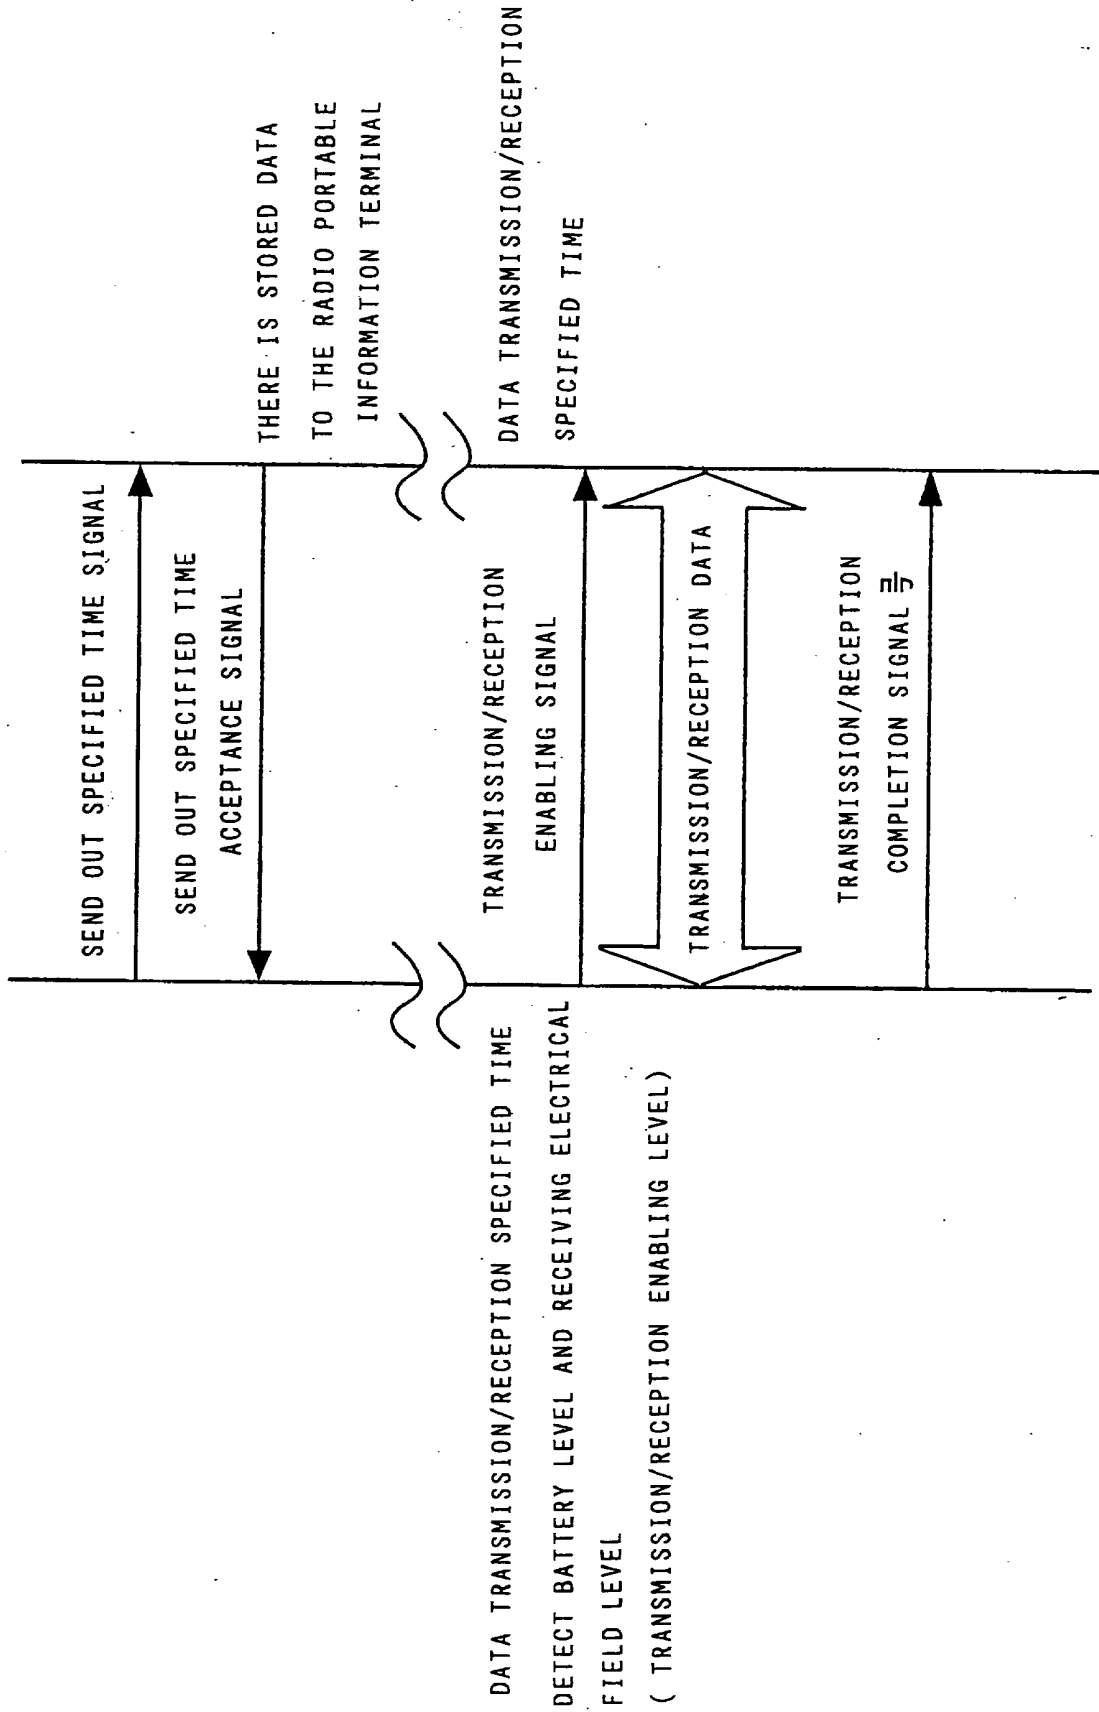 SEND OUT SPECIFIED TIME SIGNAL
SEND OUT SPECIFIED TIME
ACCEPTANCE SIGNAL
THERE IS STORED DATA
TO THE RADIO PORTABLE
INFORMATION TERMINAL
DATA TRANSMISSION/RECEPTION SPECIFIED TIME
DETECT BATTERY LEVEL AND RECEIVING ELECTRICAL
FIELD LEVEL
( TRANSMISSION/RECEPTION ENABLING LEVEL)
TRANSMISSION/RECEPTION
ENABLING SIGNAL
DATA TRANSMISSION/RECEPTION
SPECIFIED TIME
TRANSMISSION/RECEPTION DATA
TRANSMISSION/RECEPTION
COMPLETION SIGNAL 号